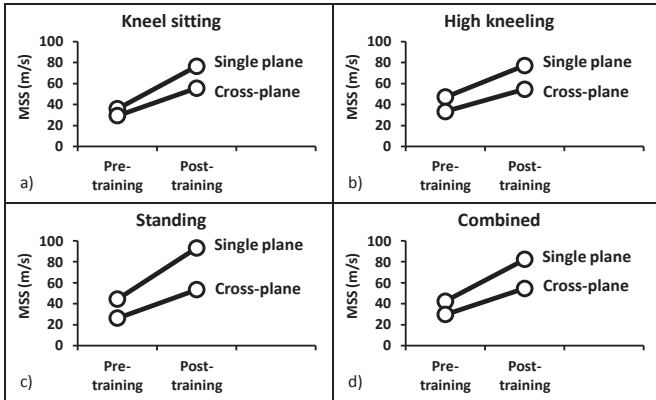 Kneel sitting
MSS (m/s)
100
80
60
40
20
0
Single plane
Cross-plane
Pre-
training
Post-
training
a)
High kneeling
MSS (m/s)
100
80
60
40
20
0
Single plane
Cross-plane
Pre-
training
Post-
training
b)
Standing
MSS (m/s)
100
80
60
40
20
0
Single plane
Cross-plane
Pre-
training
Post-
training
c)
Combined
MSS (m/s)
100
80
60
40
20
0
Single plane
Cross-plane
Pre-
training
Post-
training
d)